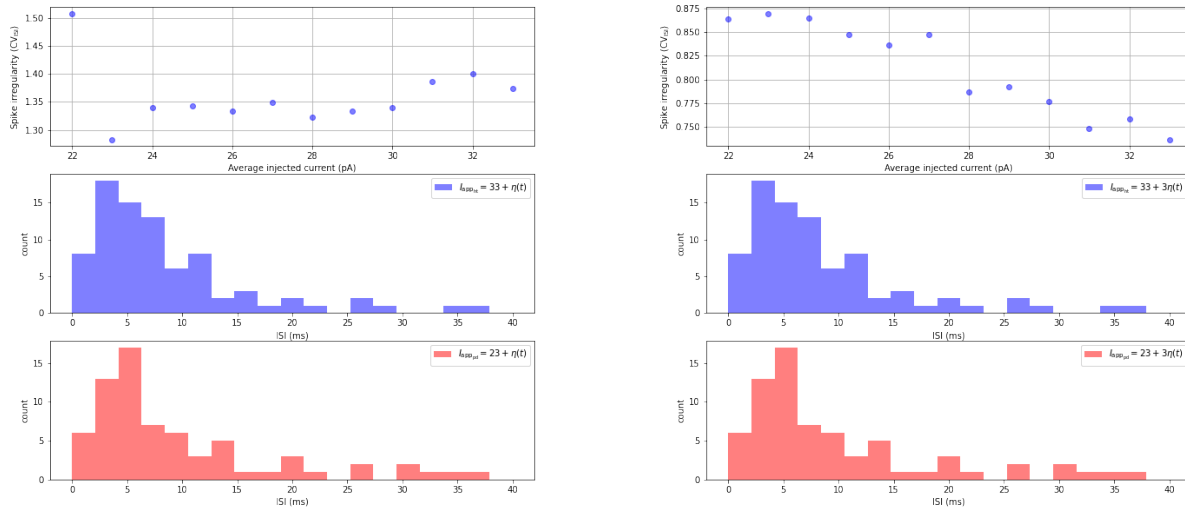 Spike irregularity (CV_ISI)
1.50
1.45
1.40
1.35
1.30
22 24 26 28 30 32
Average injected current (pA)
count
15
10
5
0
I_app_nt = 33 + η(t)
0 5 10 15 20 25 30 35 40
ISI (ms)
count
15
10
5
0
I_app_pd = 23 + η(t)
0 5 10 15 20 25 30 35 40
ISI (ms)
Spike irregularity (CV_ISI)
0.875
0.850
0.825
0.800
0.775
0.750
22 24 26 28 30 32
Average injected current (pA)
count
15
10
5
0
I_app_nt = 33 + 3η(t)
0 5 10 15 20 25 30 35 40
ISI (ms)
count
15
10
5
0
I_app_pd = 23 + 3η(t)
0 5 10 15 20 25 30 35 40
ISI (ms)